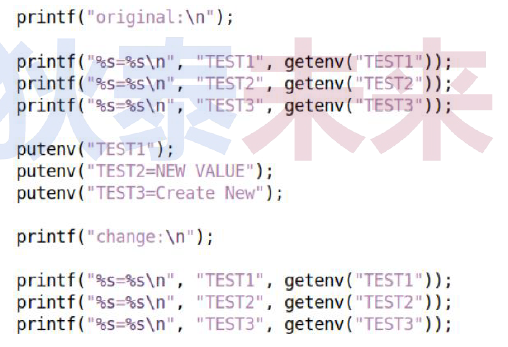 printf("original:\n");
printf("%s=%s\n", "TEST1", getenv("TEST1"));
printf("%s=%s\n", "TEST2", getenv("TEST2"));
printf("%s=%s\n", "TEST3", getenv("TEST3"));
狄泰未来
putenv("TEST1");
putenv("TEST2=NEW VALUE");
putenv("TEST3=Create New");
printf("change:\n");
printf("%s=%s\n", "TEST1", getenv("TEST1"));
printf("%s=%s\n", "TEST2", getenv("TEST2"));
printf("%s=%s\n", "TEST3", getenv("TEST3"));